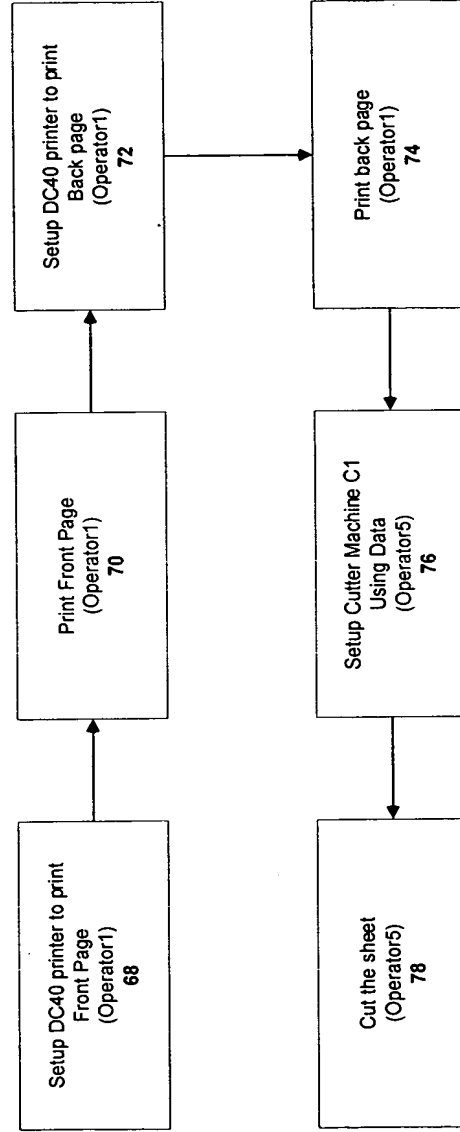 Setup DC40 printer to print
Front Page
(Operator1)
68
Print Front Page
(Operator1)
70
Setup DC40 printer to print
Back page
(Operator1)
72
Print back page
(Operator1)
74
Setup Cutter Machine C1
Using Data
(Operator5)
76
Cut the sheet
(Operator5)
78